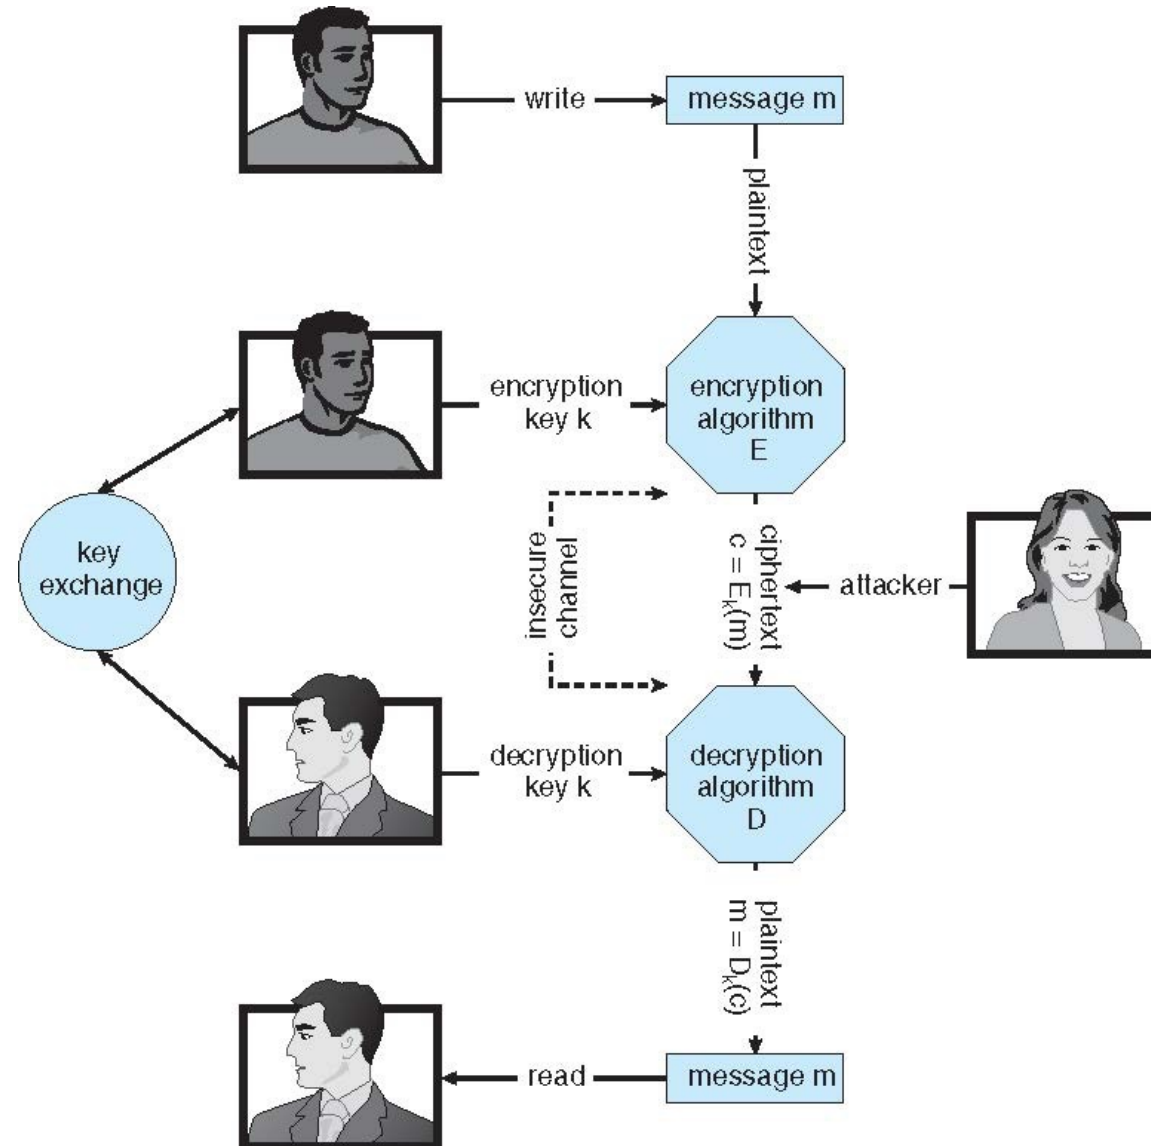 write
message m
plaintext
encryption
key k
encryption
algorithm
E
key
exchange
insecure
channel
ciphertext
c = Eₖ(m)
attacker
decryption
key k
decryption
algorithm
D
plaintext
m = Dₖ(c)
read
message m